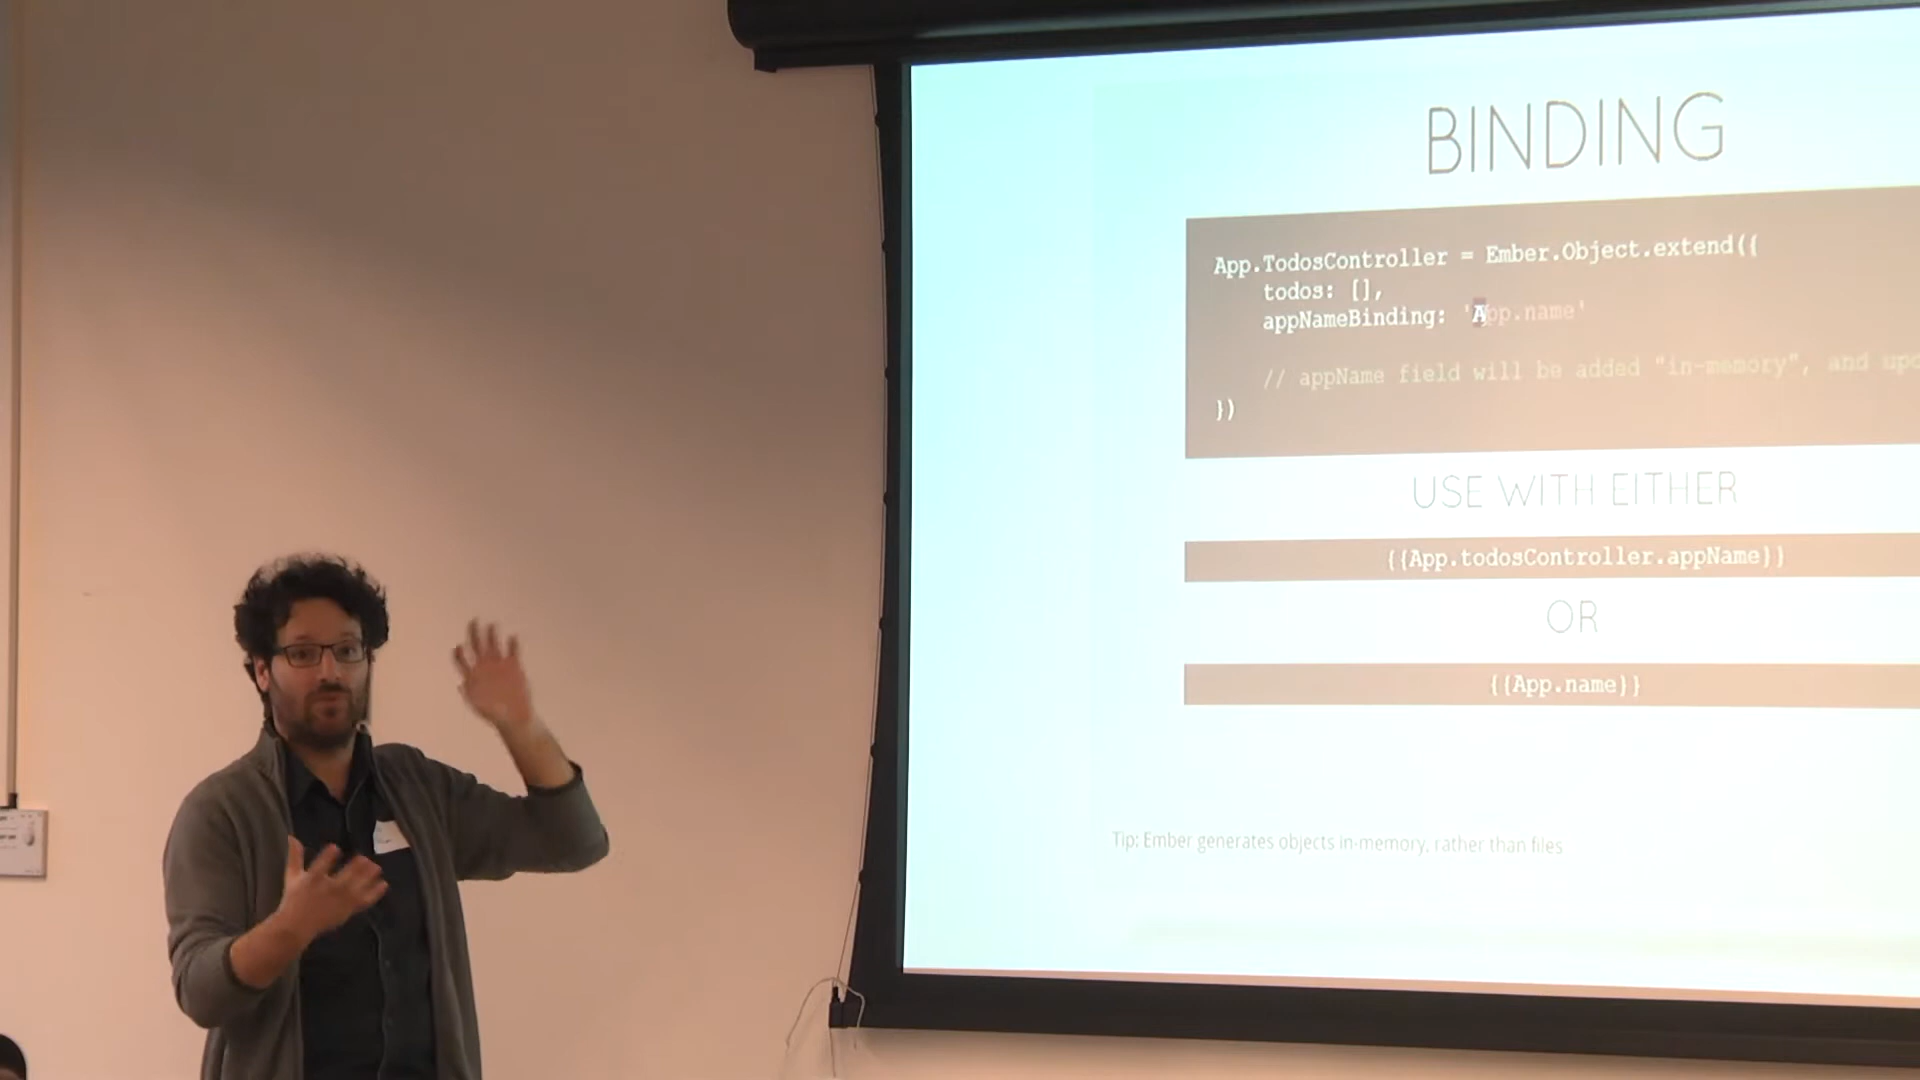 BINDING
App.TodosController = Ember.Object.extend({
todos: [],
appNameBinding: 'App.name'
// appName field will be added "in-memory", and upd
})
USE WITH EITHER
{{App.todosController.appName}}
OR
{{App.name}}
Tip: Ember generates objects in-memory, rather than files